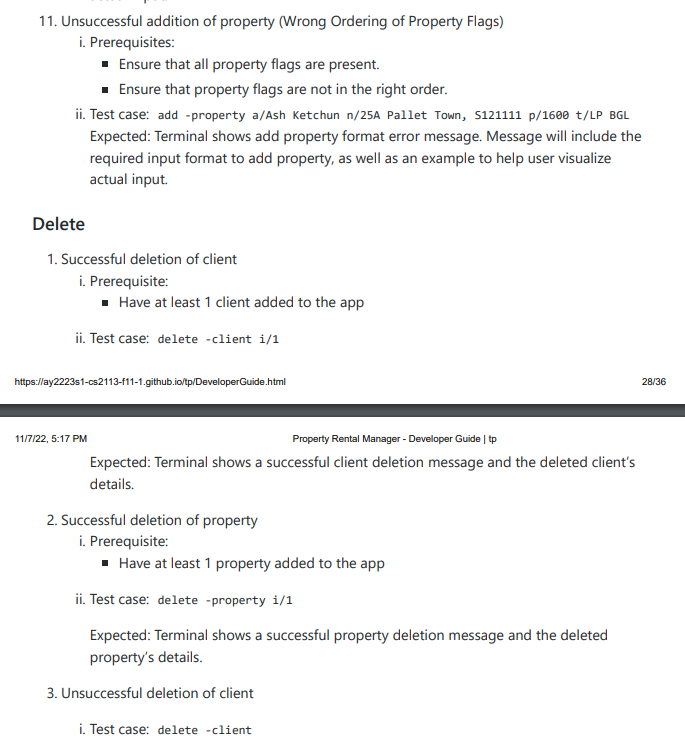 11. Unsuccessful addition of property (Wrong Ordering of Property Flags)
i. Prerequisites:
▪ Ensure that all property flags are present.
▪ Ensure that property flags are not in the right order.
ii. Test case: add -property a/Ash Ketchun n/25A Pallet Town, S121111 p/1600 t/LP BGL
Expected: Terminal shows add property format error message. Message will include the
required input format to add property, as well as an example to help user visualize
actual input.
Delete
1. Successful deletion of client
i. Prerequisite:
▪ Have at least 1 client added to the app
ii. Test case: delete -client i/1
https://ay2223s1-cs2113-f11-1.github.io/tp/DeveloperGuide.html 28/36
11/7/22, 5:17 PM Property Rental Manager - Developer Guide | tp
Expected: Terminal shows a successful client deletion message and the deleted client's
details.
2. Successful deletion of property
i. Prerequisite:
▪ Have at least 1 property added to the app
ii. Test case: delete -property i/1
Expected: Terminal shows a successful property deletion message and the deleted
property's details.
3. Unsuccessful deletion of client
i. Test case: delete -client